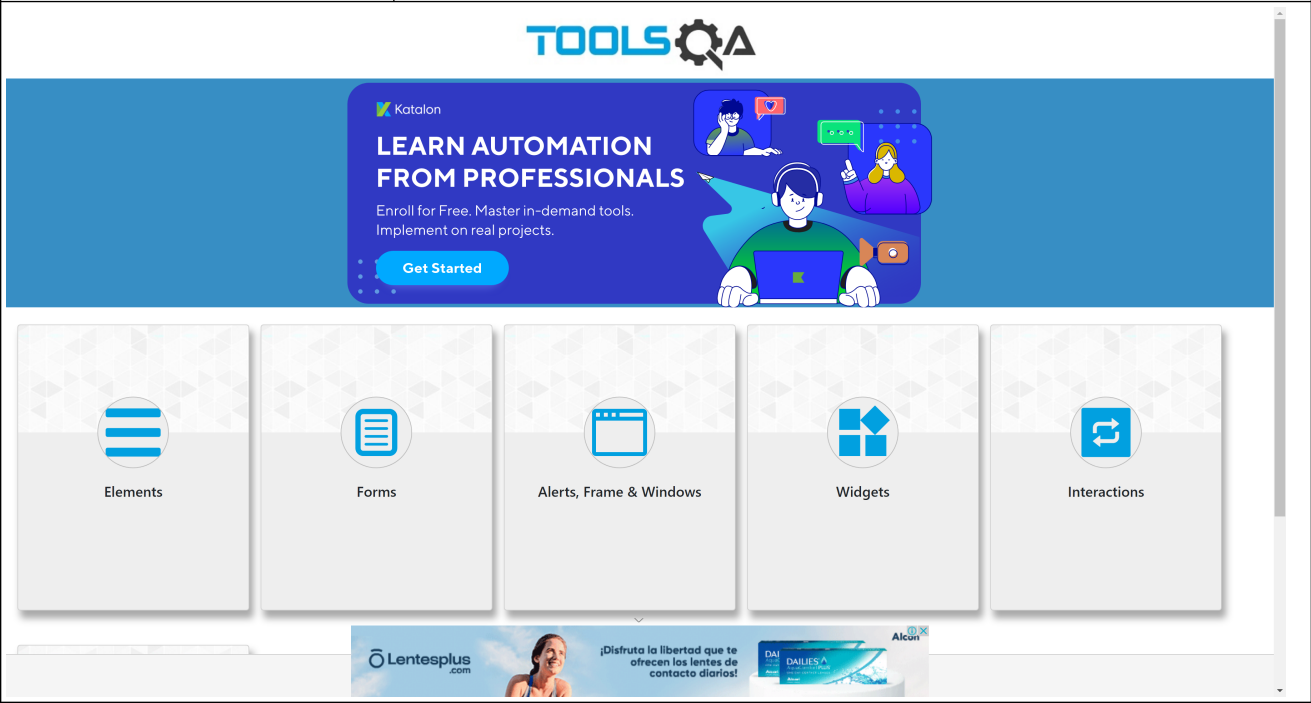 TOOLSQA
Katalon
LEARN AUTOMATION
FROM PROFESSIONALS
Enroll for Free. Master in-demand tools.
Implement on real projects.
Get Started
Elements
Forms
Alerts, Frame & Windows
Widgets
Interactions
Lentesplus
.com
¡Disfruta la libertad que te
ofrecen los lentes de
contacto diarios!
Alcon
DAILIES